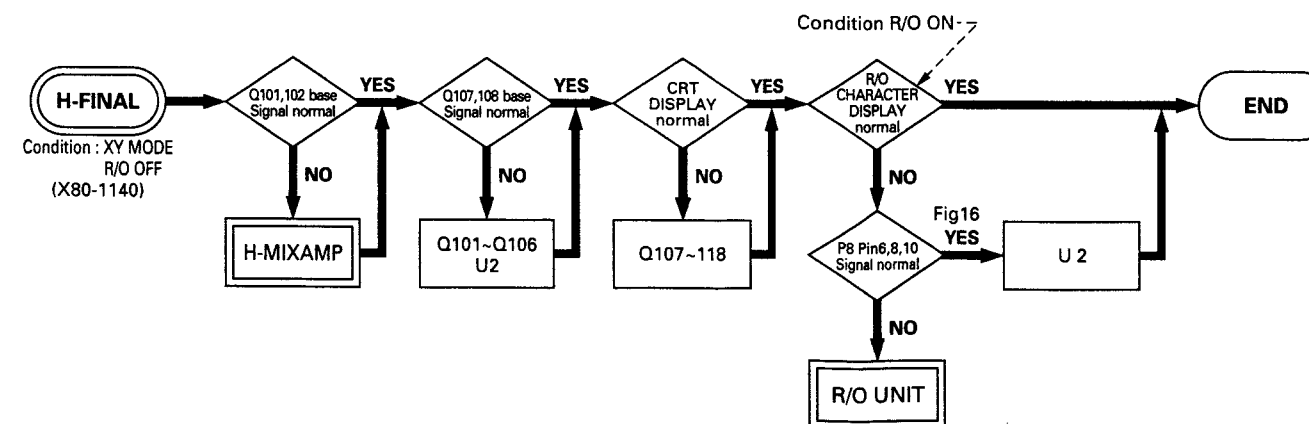 Condition R/O ON
H-FINAL
Condition : XY MODE
R/O OFF
(X80-1140)
Q101,102 base
Signal normal
YES
NO
H-MIXAMP
Q107,108 base
Signal normal
YES
NO
Q101~Q106
U2
CRT
DISPLAY
normal
YES
NO
Q107~118
R/O
CHARACTER
DISPLAY
normal
YES
NO
P8 Pin6,8,10
Signal normal
Fig16
YES
U 2
NO
R/O UNIT
END